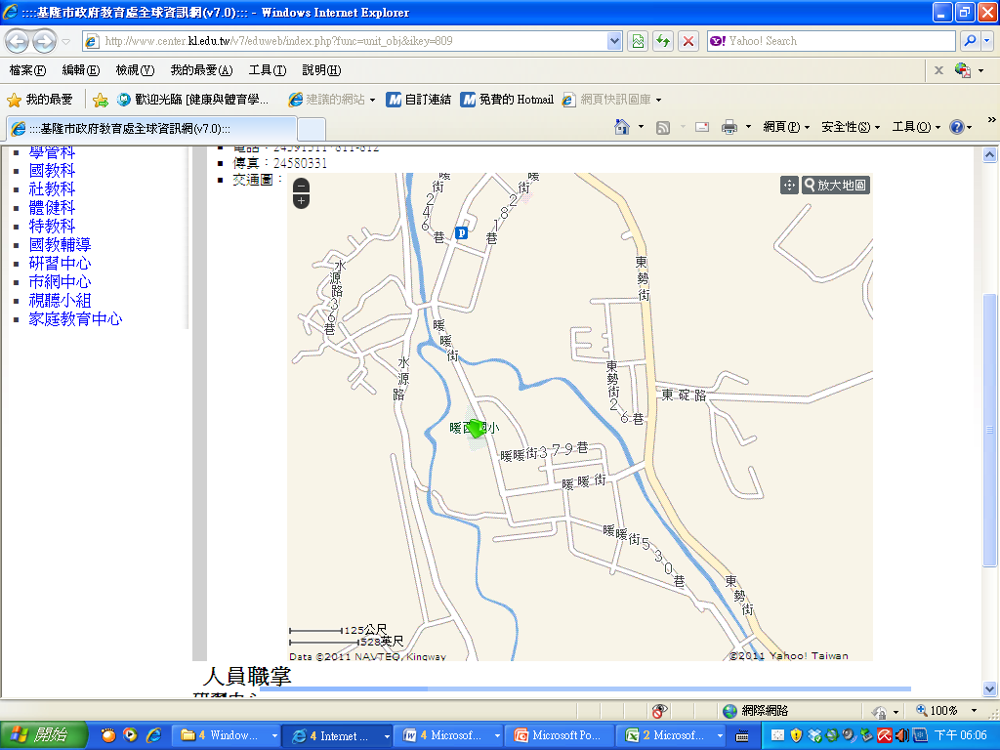 ::::基隆市政府教育處全球資訊網(v7.0)::: - Windows Internet Explorer
http://www.center.kl.edu.tw/v7/eduweb/index.php?func=unit_obj&ikey=809
Yahoo! Search
檔案(F) 編輯(E) 檢視(V) 我的最愛(A) 工具(T) 說明(H)
我的最愛 歡迎光臨 [健康與體育學... 建議的網站 自訂連結 免費的 Hotmail 網頁快訊圖庫
::::基隆市政府教育處全球資訊網(v7.0)::: 網頁(P) 安全性(S) 工具(O) »
學管科
國教科
社教科
體健科
特教科
國教輔導
研習中心
市網中心
視聽小組
家庭教育中心
電話：24591311*811-812
傳真：24580331
交通圖：
放大地圖
暖
街
246
巷
暖
街
218
巷
P
水源路36巷
東勢街
暖暖街
水源路
東勢街26巷
東碇路
暖西國小
暖暖街379巷
暖暖街
暖暖街530巷
東勢街
125公尺
528英尺
Data ©2011 NAVTEQ, Kingway
©2011 Yahoo! Taiwan
人員職掌
研習中心
網際網路 100%
開始 4 Window... 4 Internet ... 4 Microsof... Microsoft Po... 2 Microsof... 下午 06:06